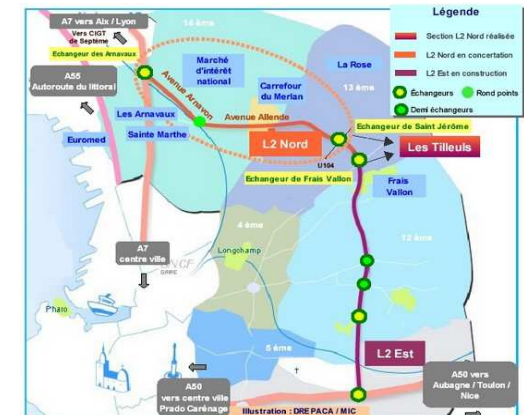 A7 vers Aix / Lyon
Vers CIGT
de Septème
Echangeur des Arnavaux
14 ème
Légende
Section L2 Nord réalisée
L2 Nord en concertation
L2 Est en construction
Échangeurs
Rond points
Demi échangeurs
A55
Autoroute du littoral
Marché
d'intérêt
national
La Rose
13 ème
Avenue Arnavon
Carrefour
du Merlan
Avenue Allende
Les Arnavaux
Sainte Marthe
Euromed
L2 Nord
Echangeur de Saint Jérôme
Les Tilleuls
U104
Echangeur de Frais Vallon
Frais
Vallon
4 ème
12 ème
A7
centre ville
Longchamp
GARE
Pharo
5 ème
L2 Est
A50
vers centre ville
Prado Carénage
A50 vers
Aubagne / Toulon /
Nice
Illustration : DRE PACA / MIC